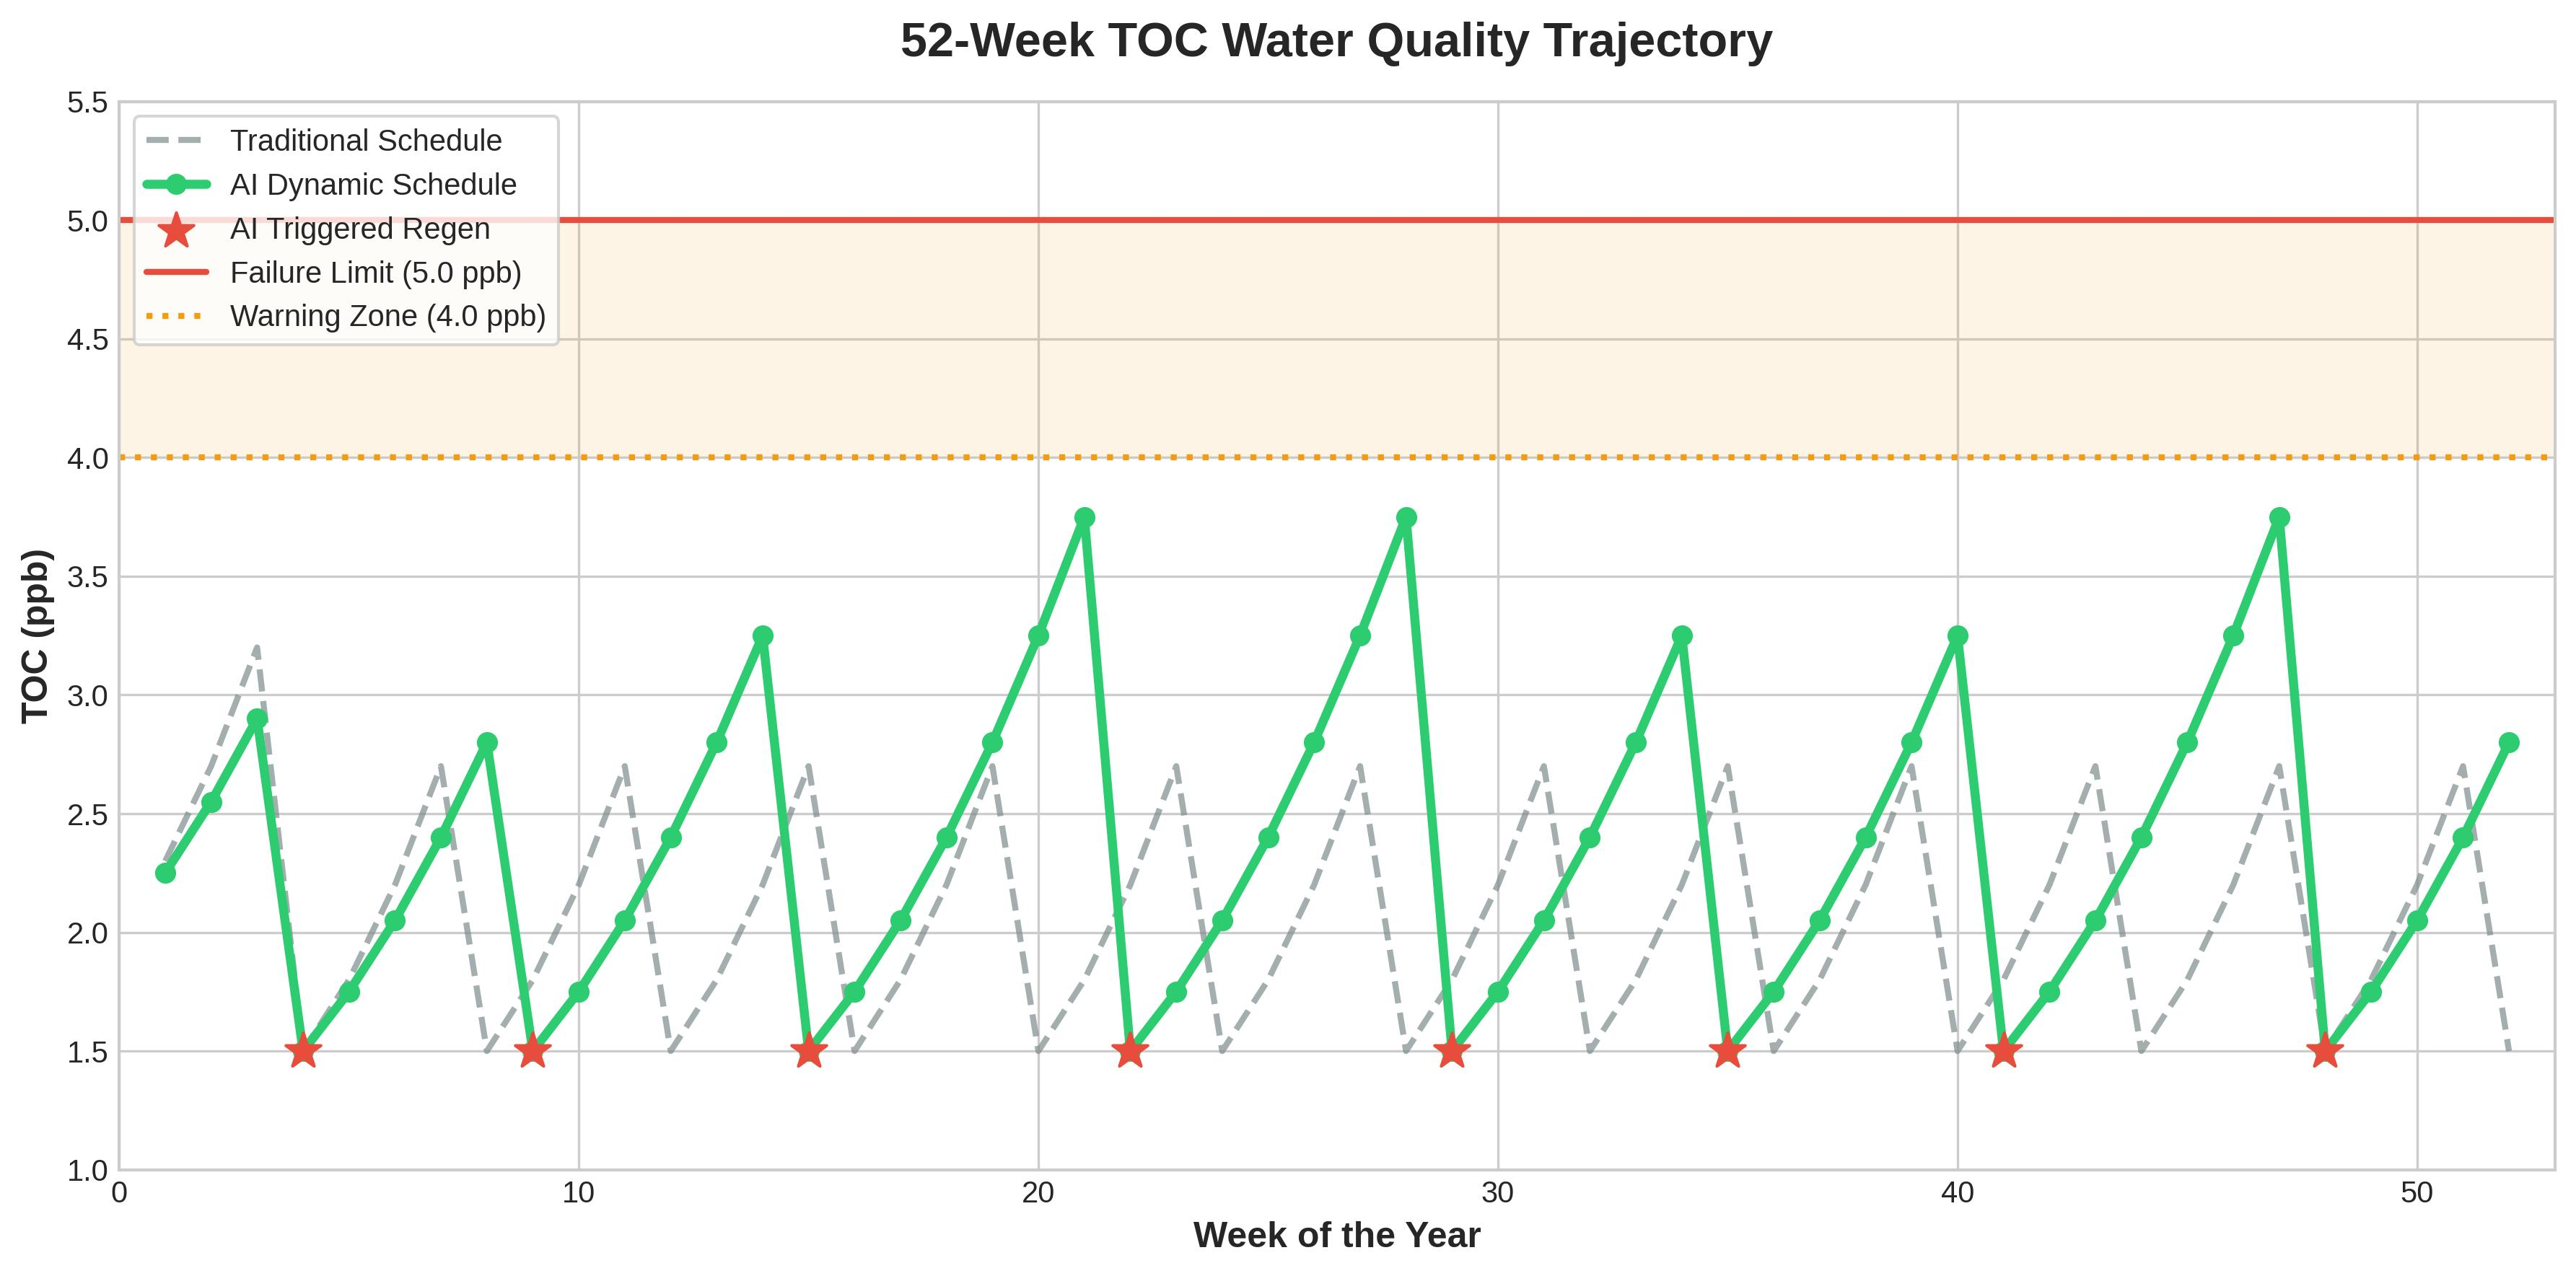 52-Week TOC Water Quality Trajectory
5.5
5.0
4.5
4.0
3.5
3.0
2.5
2.0
1.5
1.0
TOC (ppb)
Traditional Schedule
AI Dynamic Schedule
AI Triggered Regen
Failure Limit (5.0 ppb)
Warning Zone (4.0 ppb)
0 10 20 30 40 50
Week of the Year